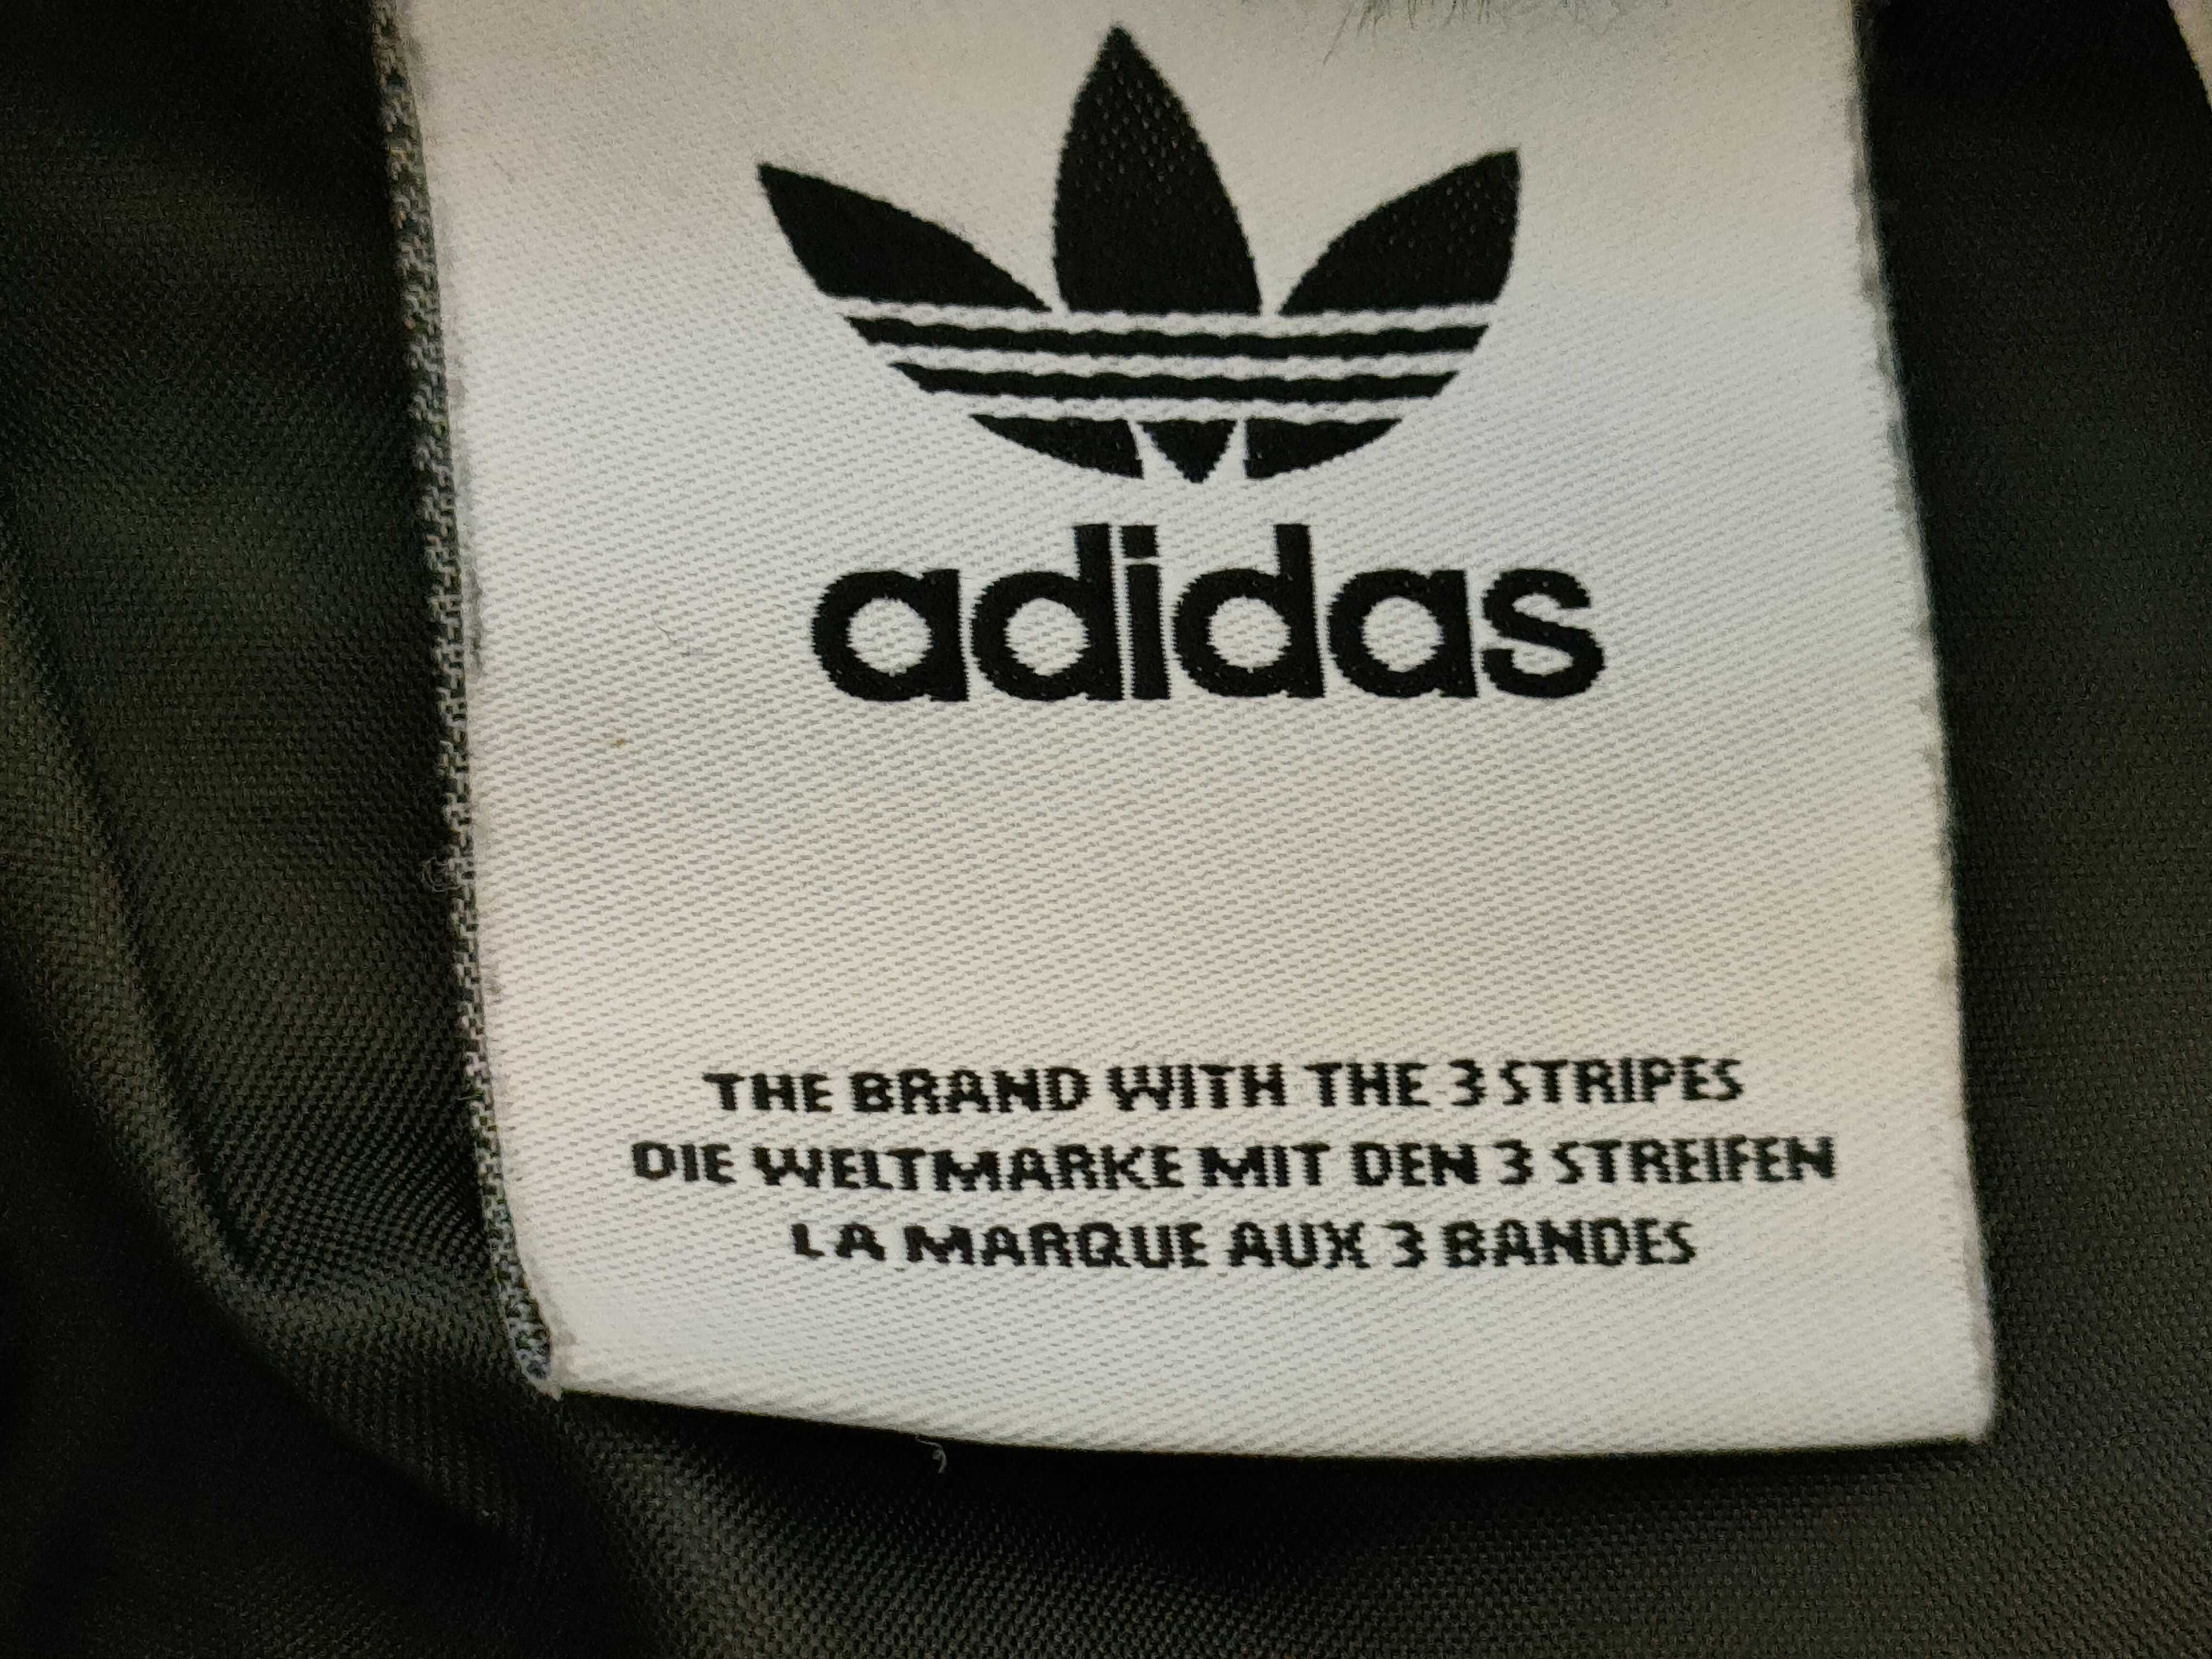 adidas
THE BRAND WITH THE 3 STRIPES
DIE WELTMARKE MIT DEN 3 STREIFEN
LA MARQUE AUX 3 BANDES